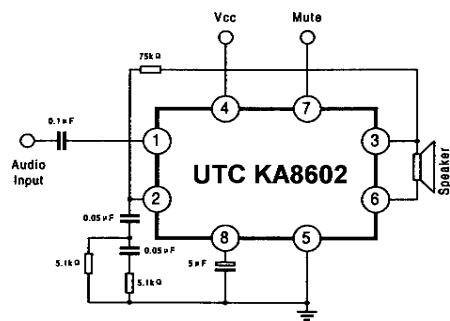 Vcc
Mute
75kΩ
4
7
0.1µF
1
3
Audio
Input
UTC KA8602
Speaker
2
6
0.05µF
8
5
0.05µF
5.1kΩ
5µF
5.1kΩ